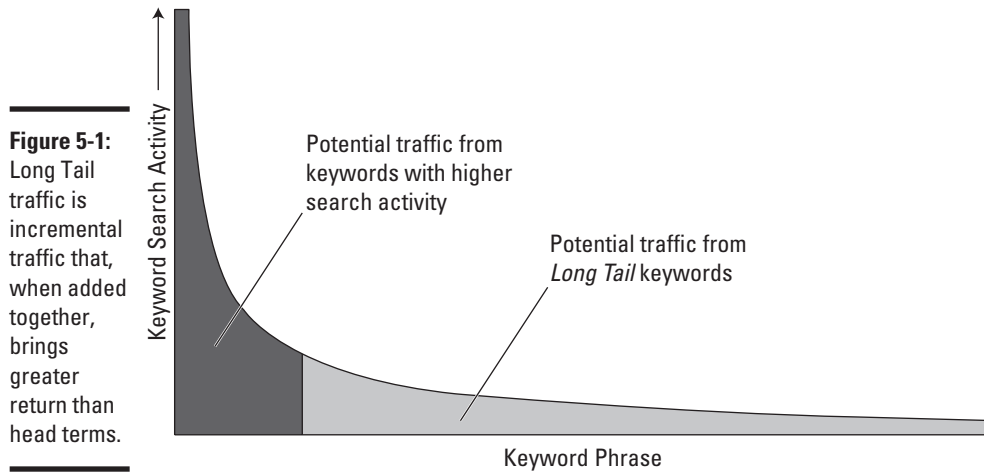 Figure 5-1:
Long Tail
traffic is
incremental
traffic that,
when added
together,
brings
greater
return than
head terms.
Keyword Search Activity
Potential traffic from
keywords with higher
search activity
Potential traffic from
Long Tail keywords
Keyword Phrase